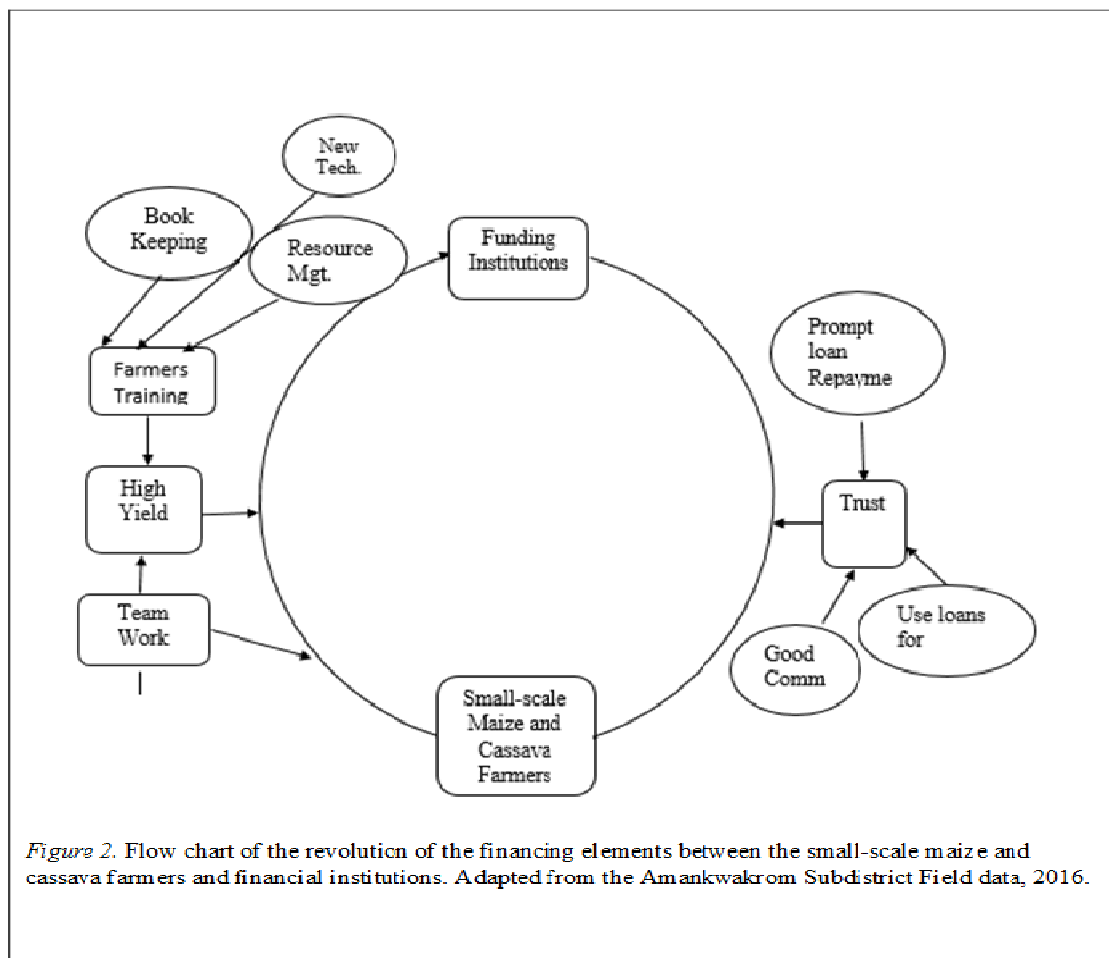 New
Tech.
Book
Keeping
Resource
Mgt.
Funding
Institutions
Prompt
loan
Repayme
Farmers
Training
High
Yield
Trust
Team
Work
Use loans
for
Good
Comm
Small-scale
Maize and
Cassava
Farmers
Figure 2. Flow chart of the revolution of the financing elements between the small-scale maize and
cassava farmers and financial institutions. Adapted from the Amankwakrom Subdistrict Field data, 2016.